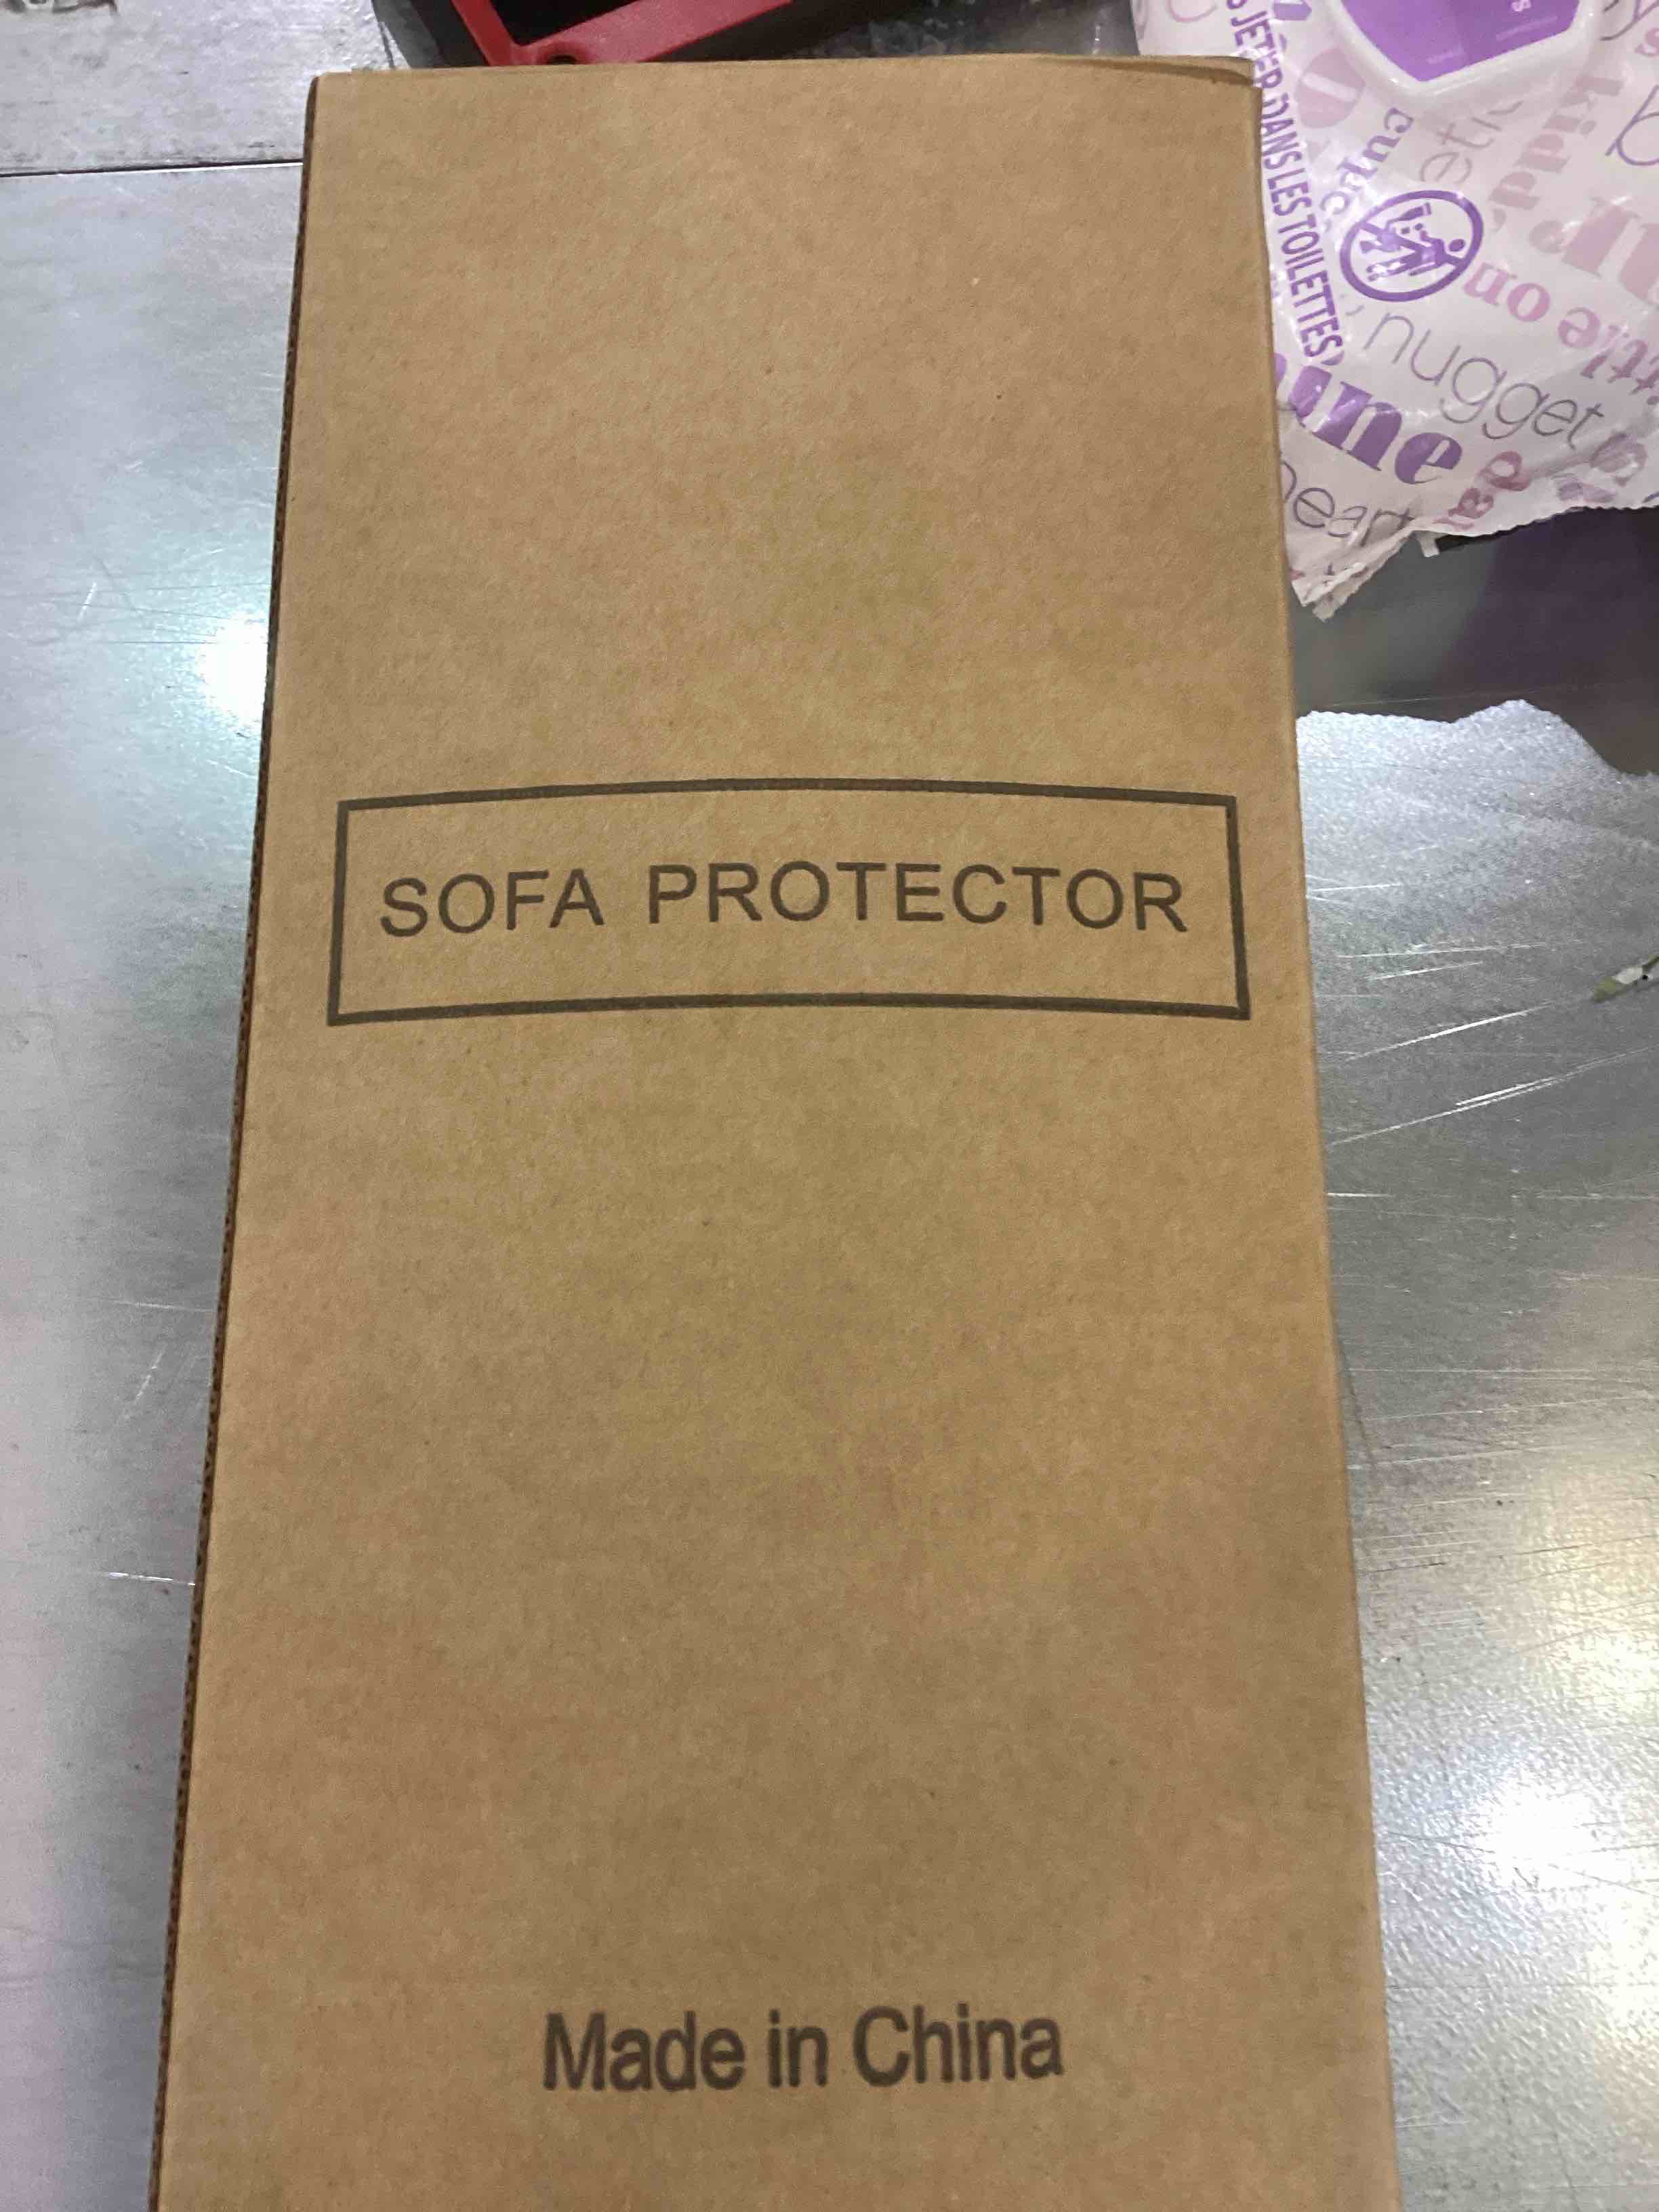 SOFA PROTECTOR
Made in China
JETER DANS LES TOILETTES
nugget